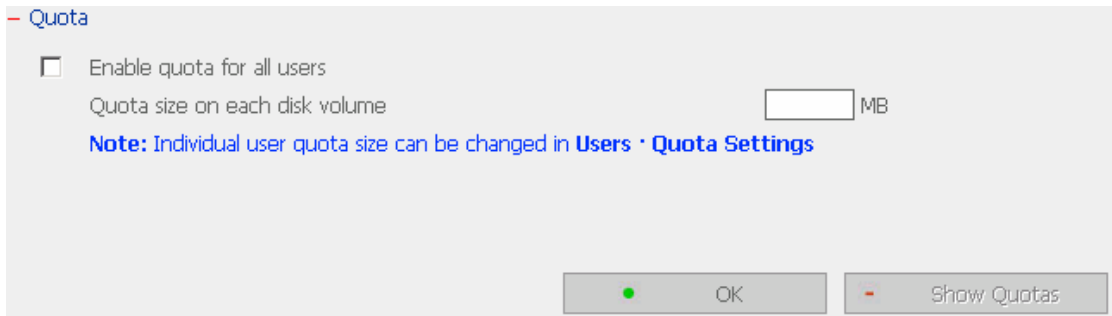 – Quota
Enable quota for all users
Quota size on each disk volume MB
Note: Individual user quota size can be changed in Users · Quota Settings
OK
Show Quotas